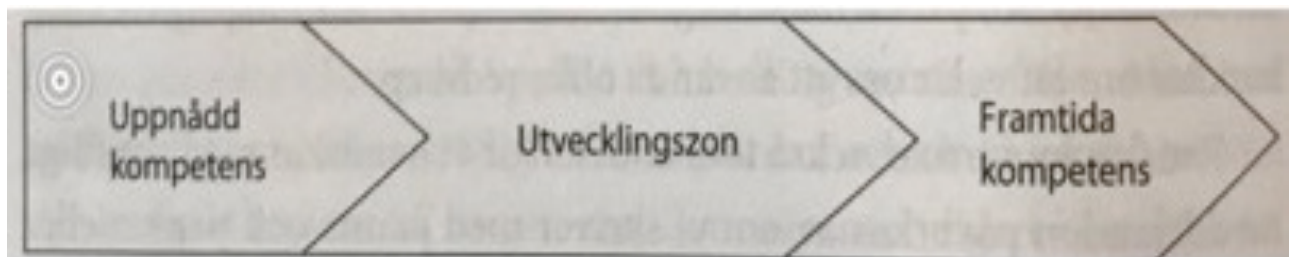 Uppnådd
kompetens
Utvecklingszon
Framtida
kompetens